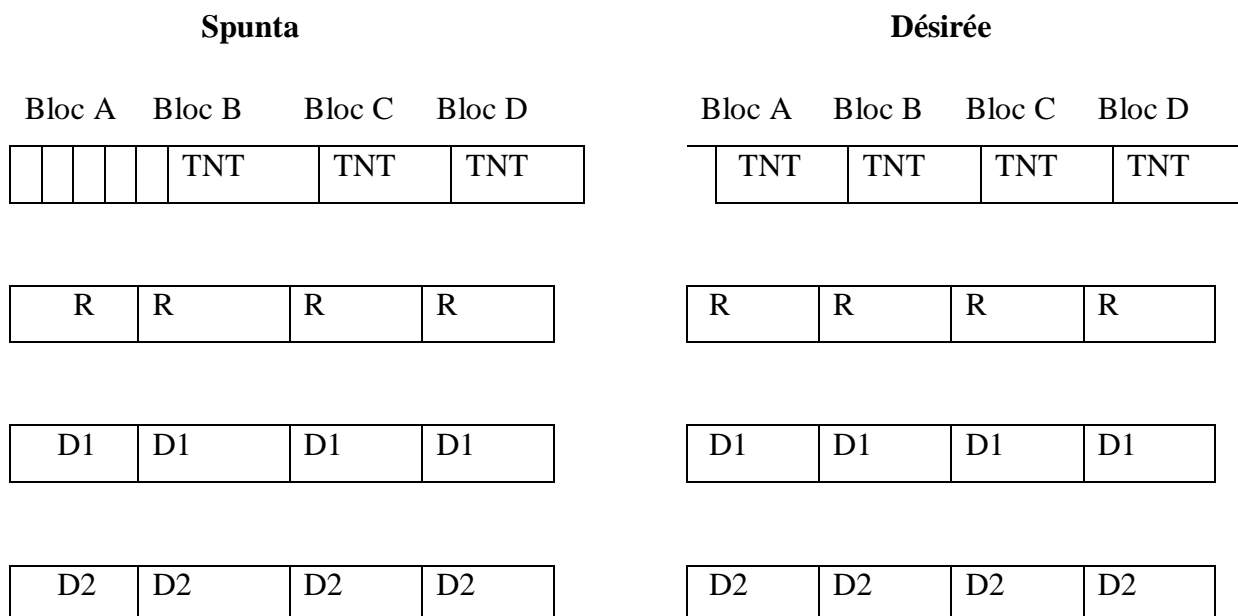 Spunta Désirée
Bloc A Bloc B Bloc C Bloc D Bloc A Bloc B Bloc C Bloc D
TNT TNT TNT TNT TNT TNT TNT
R R R R R R R R
D1 D1 D1 D1 D1 D1 D1 D1
D2 D2 D2 D2 D2 D2 D2 D2